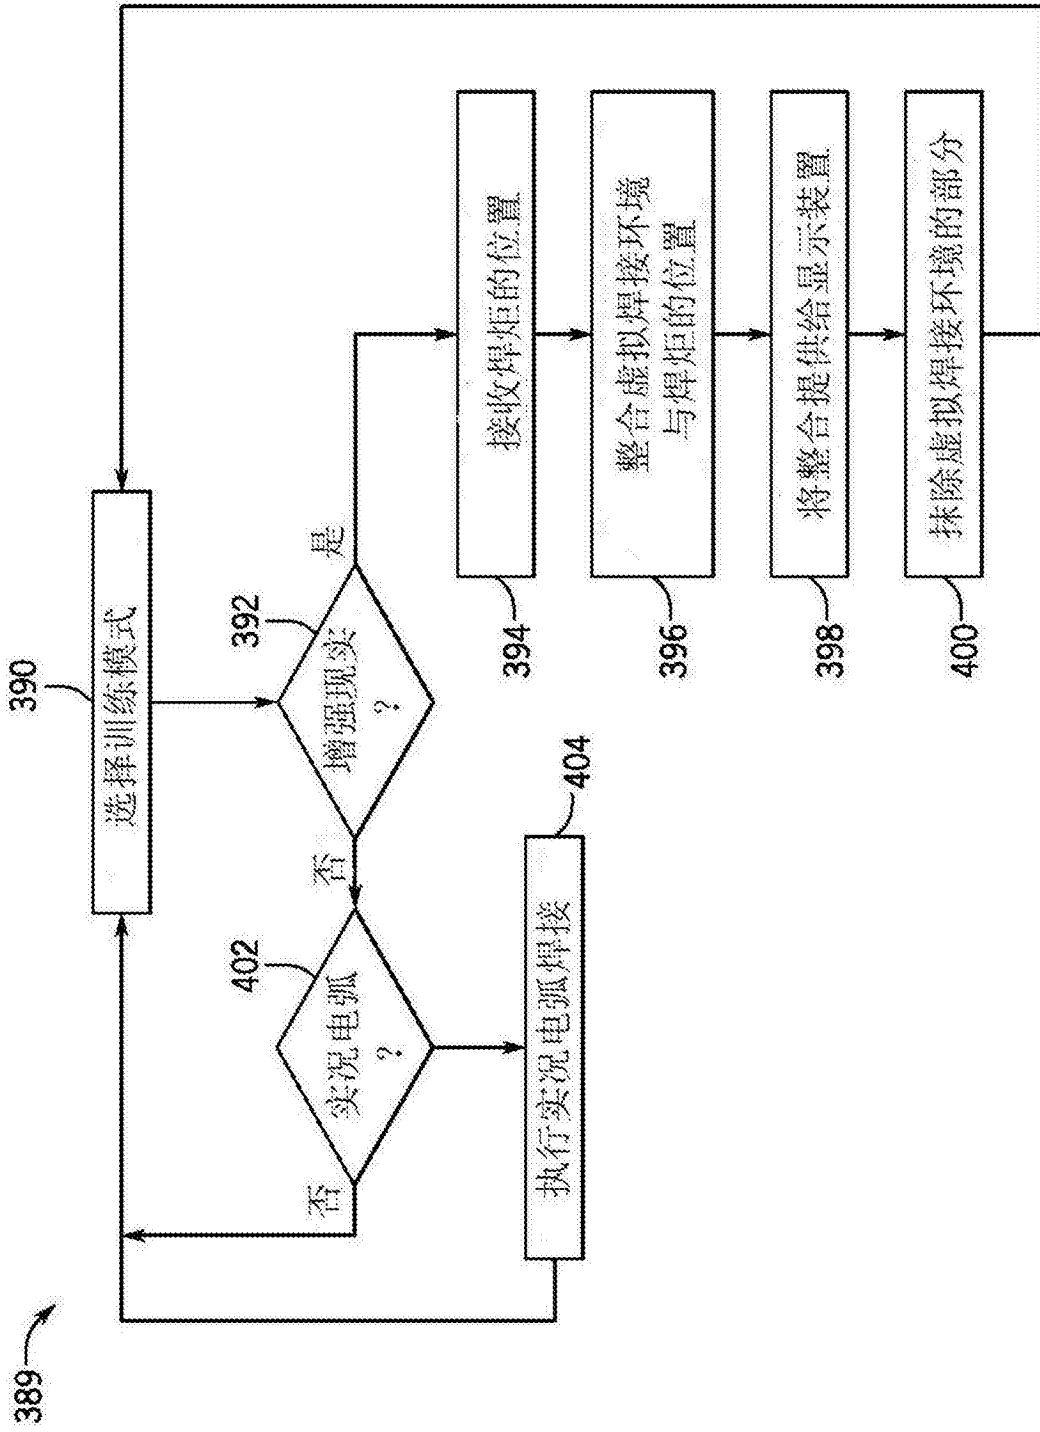 389
390
选择训练模式
392
增强现实
?
是
否
402
实况电弧
?
否
404
执行实况电弧焊接
394
接收焊炬的位置
396
整合虚拟焊接环境
与焊炬的位置
398
将整合提供给显示装置
400
抹除虚拟焊接环境的部分